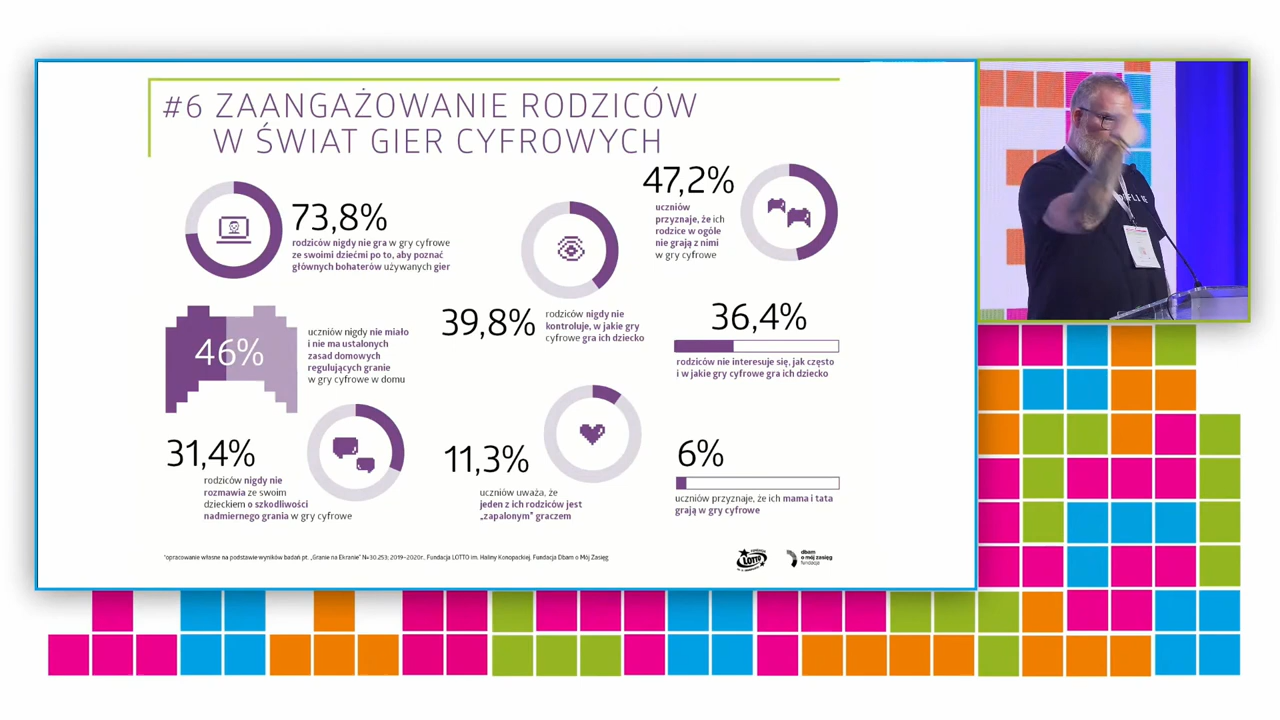 #6 ZAANGAŻOWANIE RODZICÓW
W ŚWIAT GIER CYFROWYCH
73,8%
rodziców nigdy nie gra w gry cyfrowe
ze swoimi dziećmi po to, aby poznać
głównych bohaterów używanych gier
47,2%
uczniów
przyznaje, że ich
rodzice w ogóle
nie grają z nimi
w gry cyfrowe
46%
uczniów nigdy nie miało
i nie ma ustalonych
zasad domowych
regulujących granie
w gry cyfrowe w domu
39,8%
rodziców nigdy nie
kontroluje, w jakie gry
cyfrowe gra ich dziecko
36,4%
rodziców nie interesuje się, jak często
i w jakie gry cyfrowe gra ich dziecko
31,4%
rodziców nigdy nie
rozmawia ze swoim
dzieckiem o szkodliwości
nadmiernego grania w gry cyfrowe
11,3%
uczniów uważa, że
jeden z ich rodziców jest
„zapalonym” graczem
6%
uczniów przyznaje, że ich mama i tata
grają w gry cyfrowe
*opracowanie własne na podstawie wyników badań pt. „Granie na Ekranie” N=30.253; 2019-2020r. Fundacja LOTTO im. Haliny Konopackiej, Fundacja Dbam o Mój Zasięg
LOTTO
dbam
o mój zasięg
fundacja